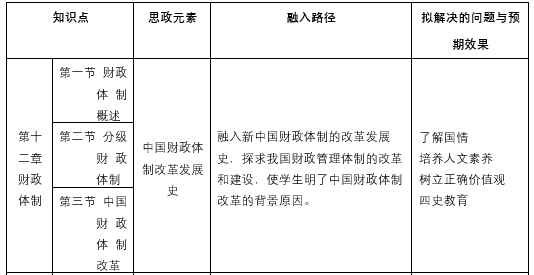 知识点
思政元素
融入路径
拟解决的问题与预
期效果
第十
二章
财政
体制
第一节 财政
体 制
概述
第二节 分级
财 政
体制
第三节 中国
财 政
体 制
改革
中国财政体
制改革发展
史
融入新中国财政体制的改革发展
史，探求我国财政管理体制的改革
和建设，使学生明了中国财政体制
改革的背景原因。
了解国情
培养人文素养
树立正确价值观
四史教育